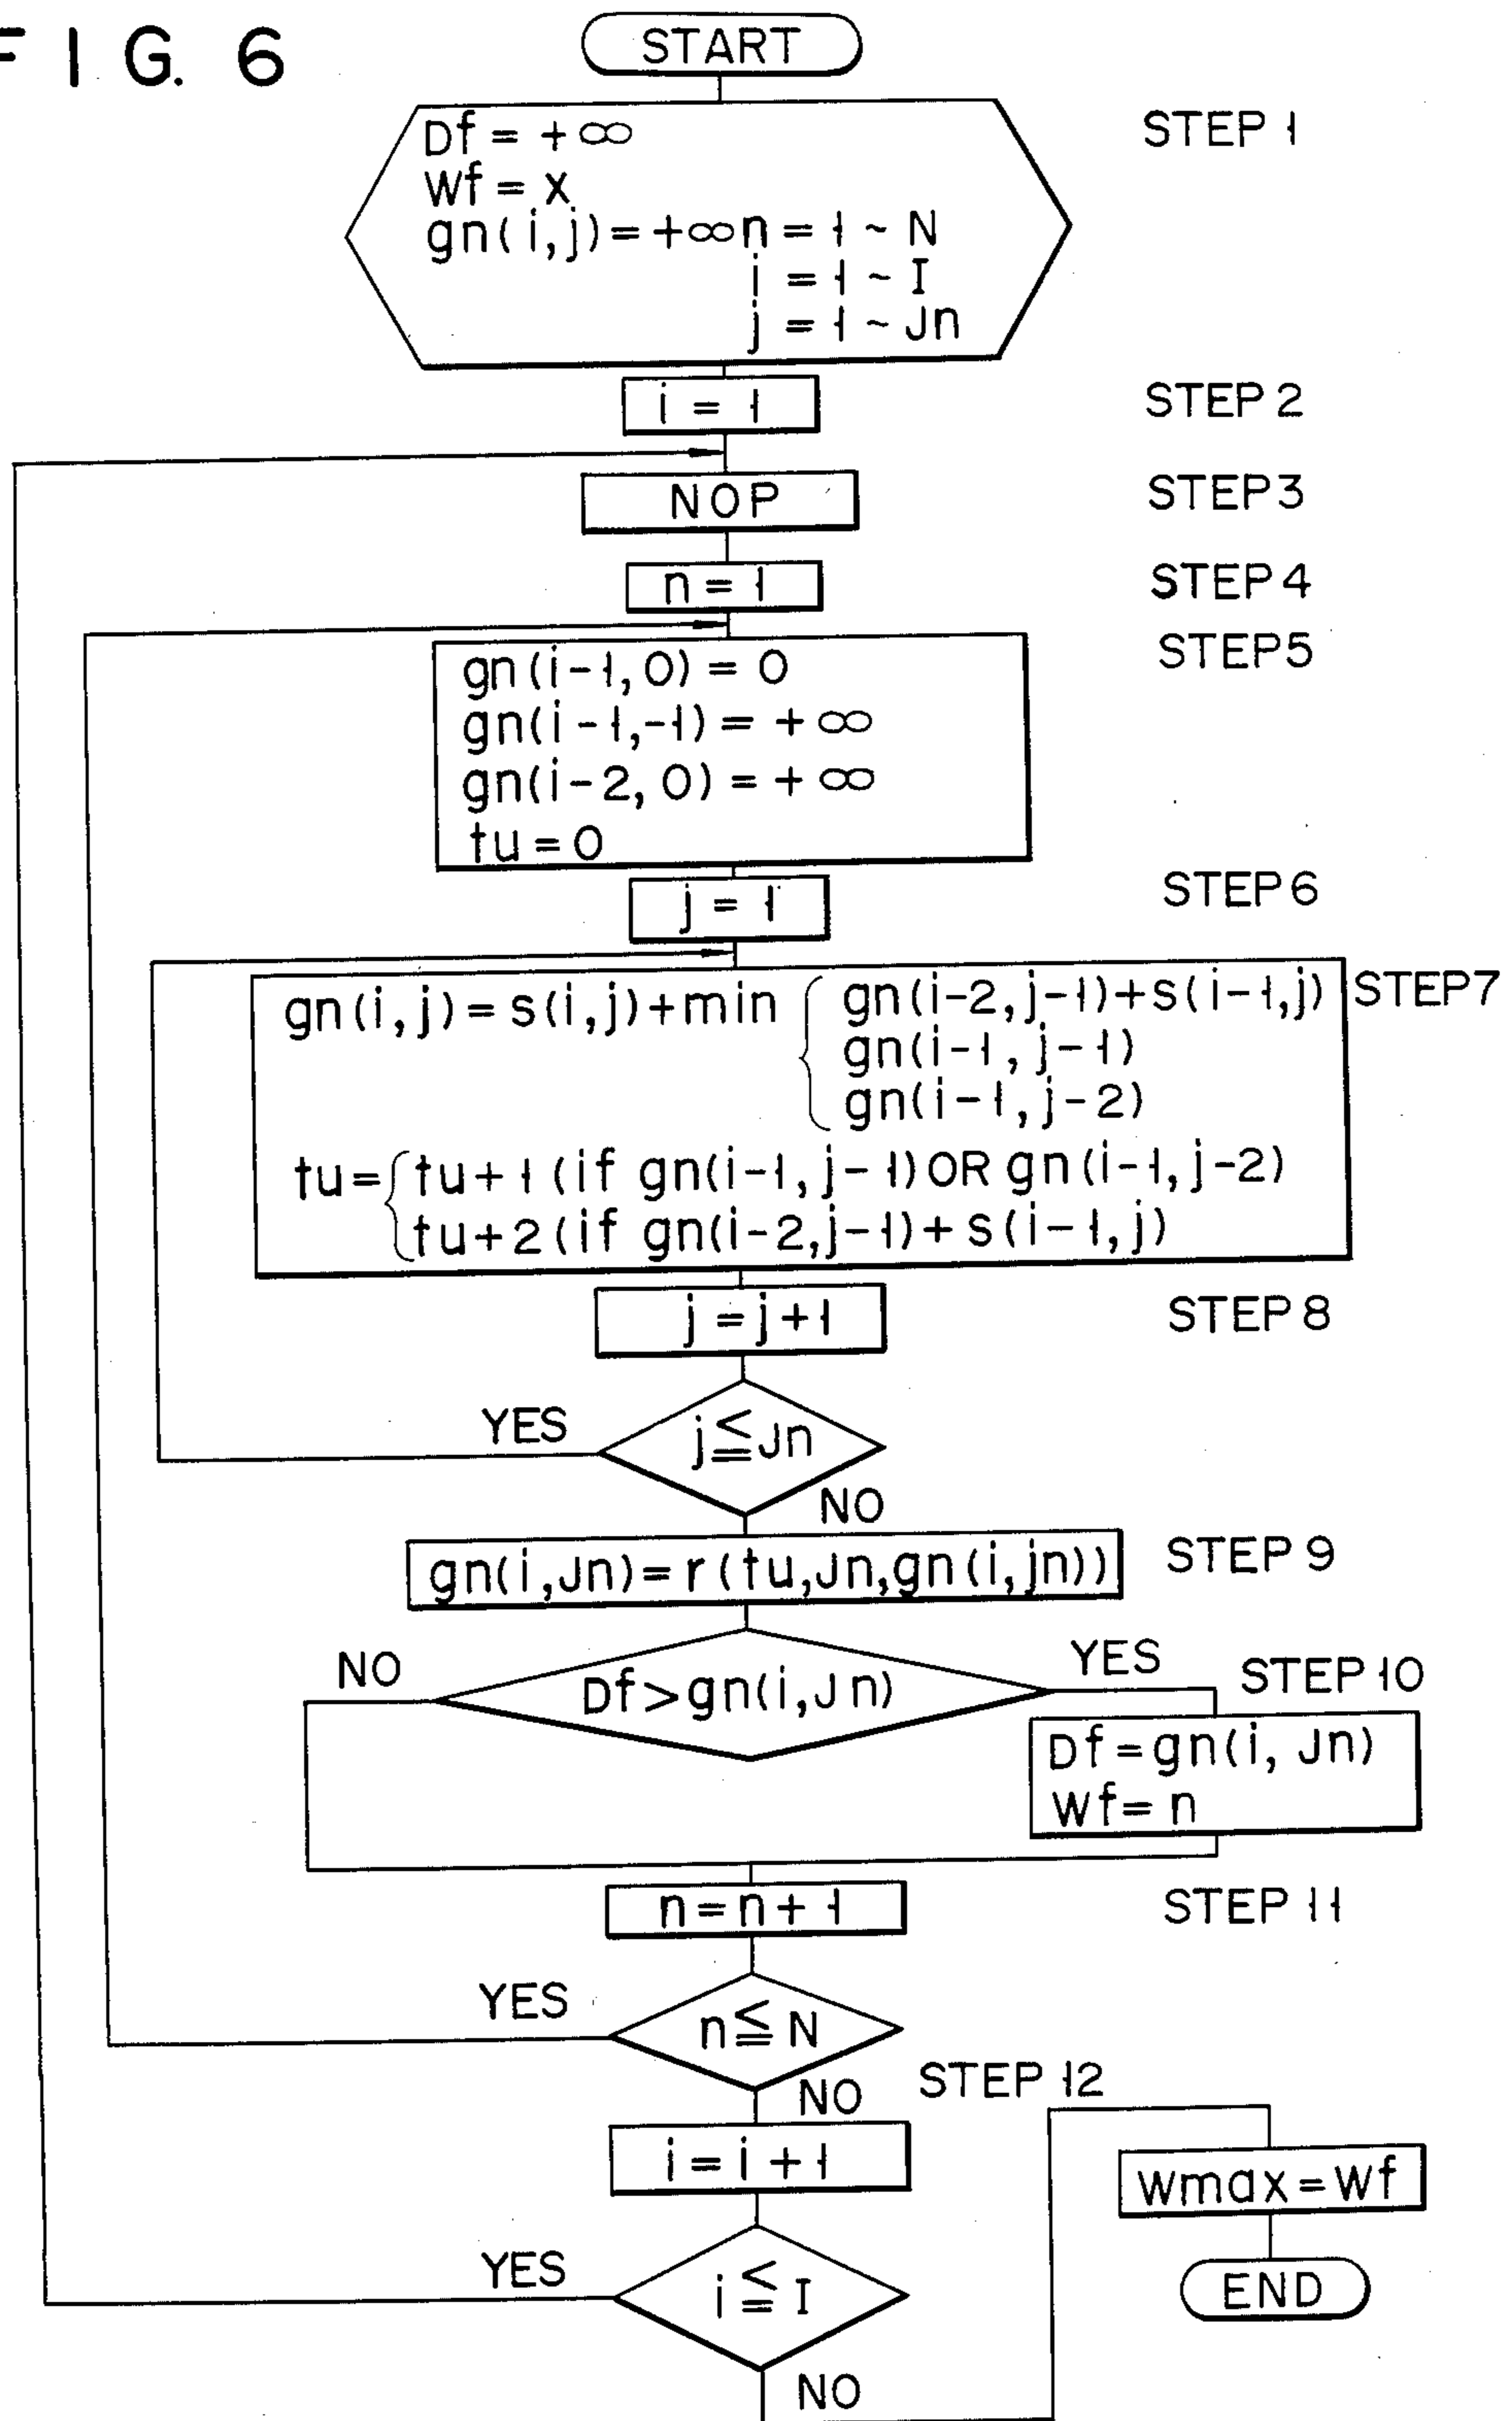 FIG. 6
START
Df = +∞
Wf = x
gn(i,j) = +∞ n = 1 ~ N
i = 1 ~ I
j = 1 ~ Jn
STEP 1
i = 1
STEP 2
NOP
STEP 3
n = 1
STEP 4
gn(i-1, 0) = 0
gn(i-1,-1) = +∞
gn(i-2, 0) = +∞
tu = 0
STEP 5
j = 1
STEP 6
gn(i,j) = s(i,j)+min { gn(i-2,j-1)+s(i-1,j)
gn(i-1, j-1)
gn(i-1, j-2)
STEP 7
tu = { tu+1 (if gn(i-1, j-1) OR gn(i-1, j-2)
tu+2 (if gn(i-2,j-1)+s(i-1,j)
j = j+1
STEP 8
j≦Jn
YES
NO
gn(i,Jn)=r(tu,Jn,gn(i,jn))
STEP 9
Df>gn(i,Jn)
NO
YES
STEP 10
Df=gn(i, Jn)
Wf= n
n = n + 1
STEP 11
n≦N
YES
NO
STEP 12
i = i + 1
i ≦ I
YES
NO
wmax = wf
END